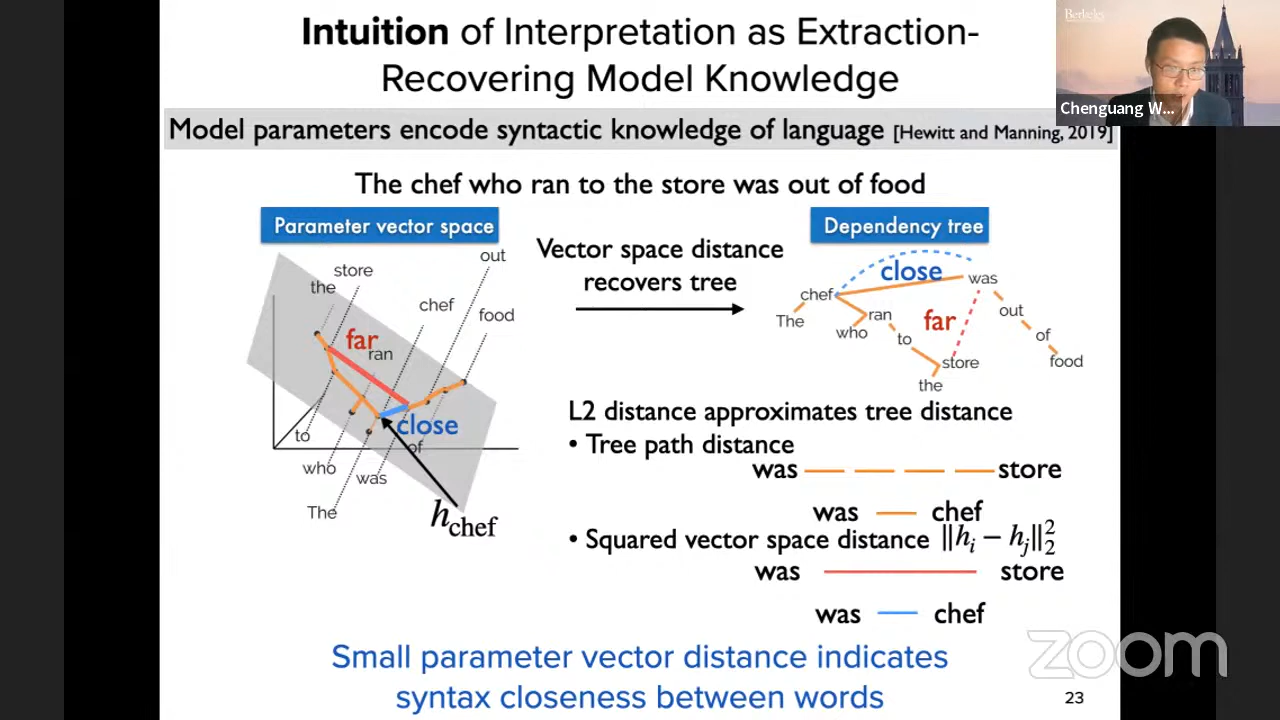 Intuition of Interpretation as Extraction-
Recovering Model Knowledge
Berkeley
Chenguang W...
Model parameters encode syntactic knowledge of language [Hewitt and Manning, 2019]
The chef who ran to the store was out of food
Parameter vector space
Vector space distance
recovers tree
Dependency tree
out
store
the
chef
food
far
ran
close
to
of
who
was
The
hchef
close
was
chef
The
ran
who
far
to
out
of
store
food
the
L2 distance approximates tree distance
• Tree path distance
was store
was chef
• Squared vector space distance ‖hi − hj‖₂²
was store
was chef
Small parameter vector distance indicates
syntax closeness between words
zoom
23